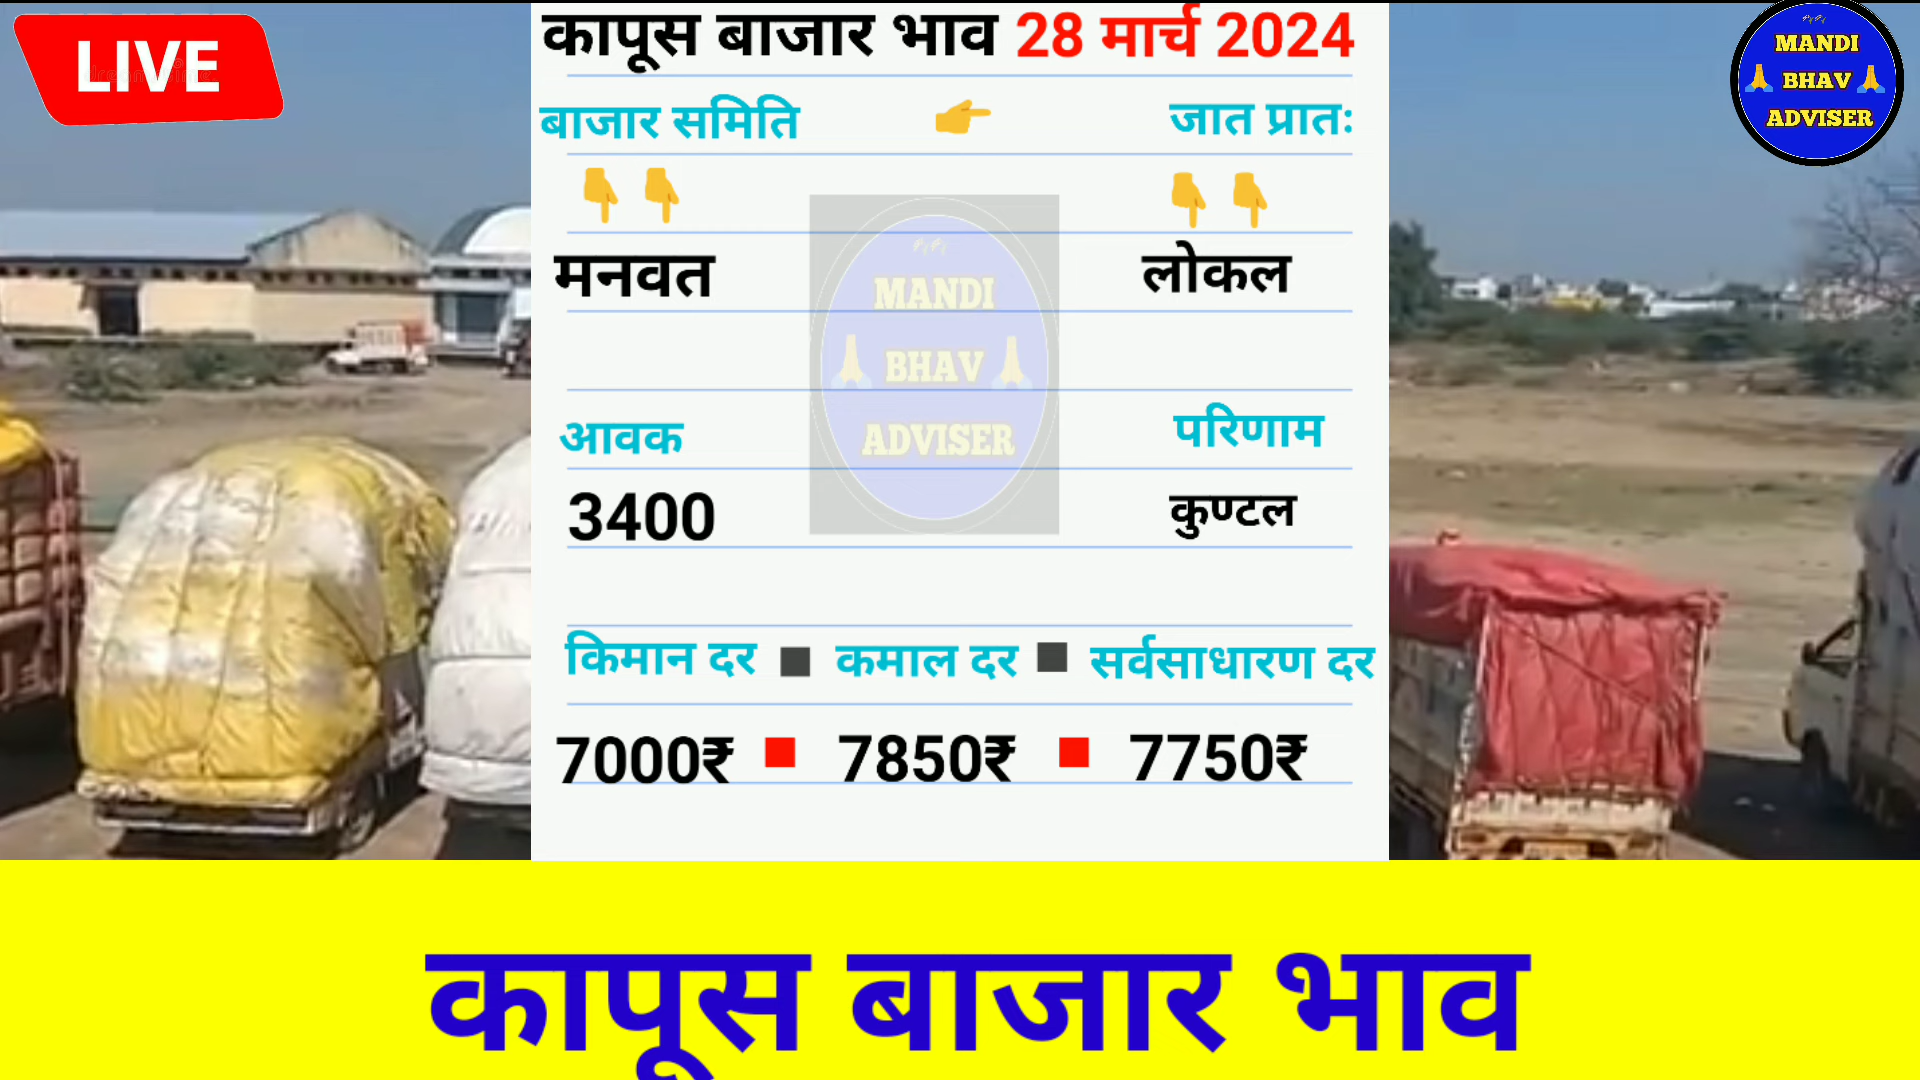 LIVE
कापूस बाजार भाव 28 मार्च 2024
MANDI
BHAV
ADVISER
बाजार समिति 👉 जात प्रातः
👇👇 👇👇
मनवत लोकल
MANDI
BHAV
ADVISER
आवक परिणाम
3400 कुण्टल
किमान दर ▪ कमाल दर ▪ सर्वसाधारण दर
7000₹ ▪ 7850₹ ▪ 7750₹
कापूस बाजार भाव